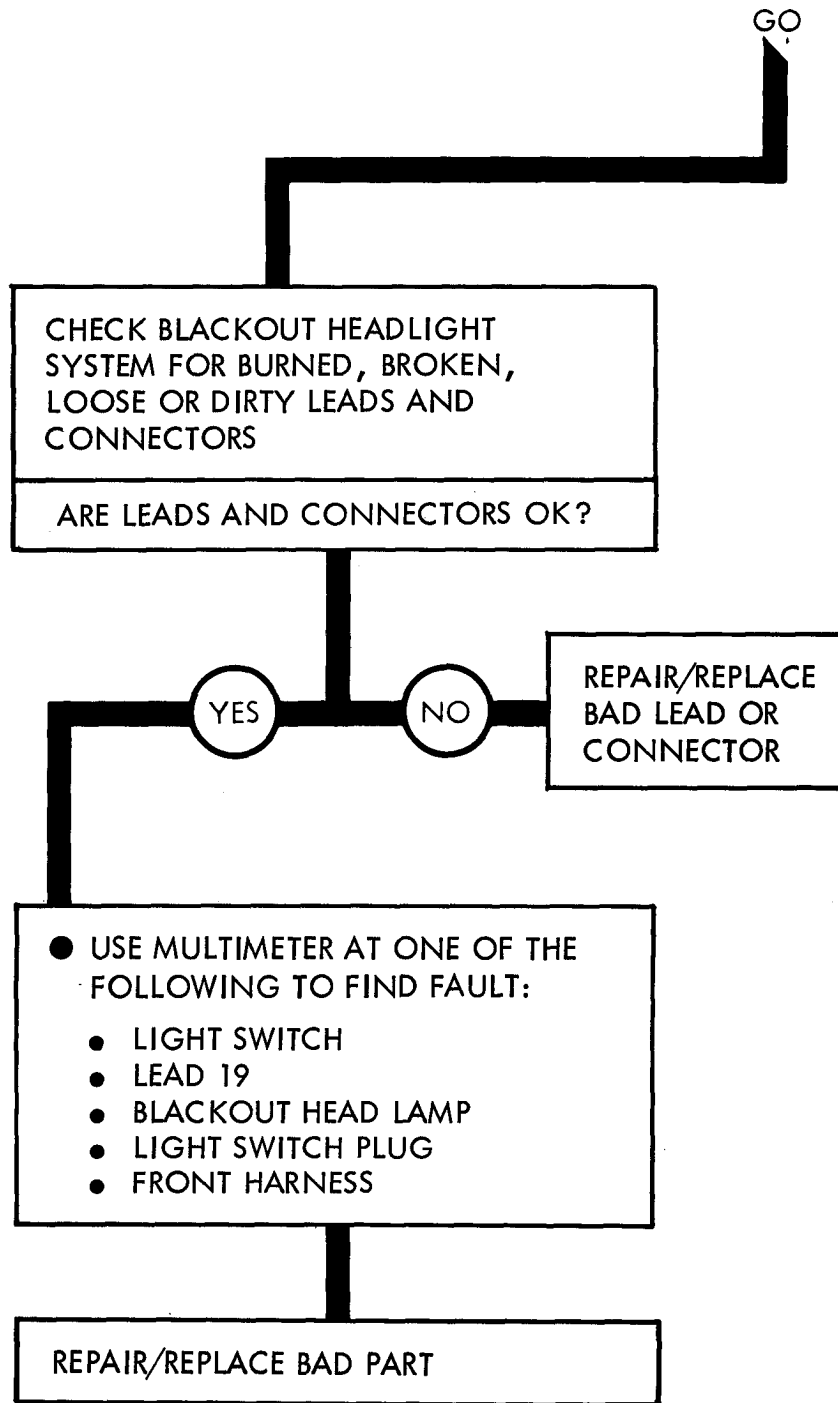 GO
CHECK BLACKOUT HEADLIGHT
SYSTEM FOR BURNED, BROKEN,
LOOSE OR DIRTY LEADS AND
CONNECTORS
ARE LEADS AND CONNECTORS OK?
YES
NO
REPAIR/REPLACE
BAD LEAD OR
CONNECTOR
● USE MULTIMETER AT ONE OF THE
FOLLOWING TO FIND FAULT:
● LIGHT SWITCH
● LEAD 19
● BLACKOUT HEAD LAMP
● LIGHT SWITCH PLUG
● FRONT HARNESS
REPAIR/REPLACE BAD PART